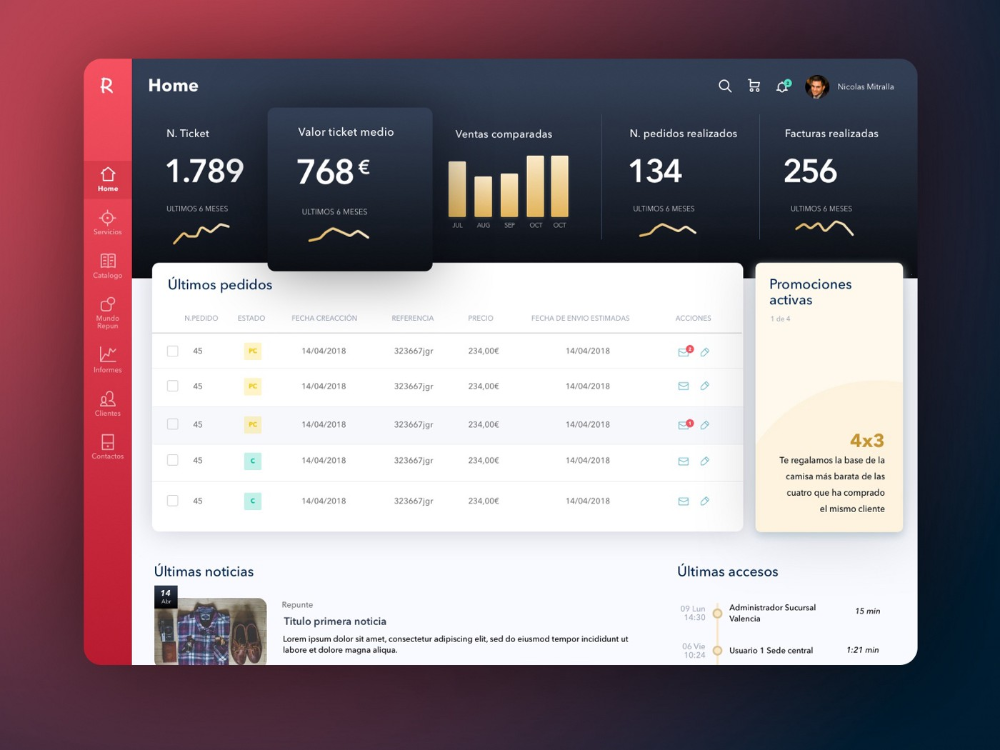 R
Home
Nicolas Mitralla
N. Ticket
1.789
ULTIMOS 6 MESES
Valor ticket medio
768 €
ULTIMOS 6 MESES
Ventas comparadas
JUL AUG SEP OCT OCT
N. pedidos realizados
134
ULTIMOS 6 MESES
Facturas realizadas
256
ULTIMOS 6 MESES
Home
Servicios
Catálogo
Mundo
Repun
Informes
Clientes
Contactos
Últimos pedidos
N.PEDIDO ESTADO FECHA CREACCIÓN REFERENCIA PRECIO FECHA DE ENVIO ESTIMADAS ACCIONES
45 PC 14/04/2018 323667jgr 234,00€ 14/04/2018 2
45 PC 14/04/2018 323667jgr 234,00€ 14/04/2018
45 PC 14/04/2018 323667jgr 234,00€ 14/04/2018 1
45 C 14/04/2018 323667jgr 234,00€ 14/04/2018
45 C 14/04/2018 323667jgr 234,00€ 14/04/2018
Promociones
activas
1 de 4
4x3
Te regalamos la base de la
camisa más barata de las
cuatro que ha comprado
el mismo cliente
Últimas noticias
14
Abr
Repunte
Titulo primera noticia
Lorem ipsum dolor sit amet, consectetur adipiscing elit, sed do eiusmod tempor incididunt ut
labore et dolore magna aliqua.
Últimas accesos
09 Lun
14:30
Administrador Sucursal
Valencia
15 min
06 Vie
10:24
Usuario 1 Sede central
1:21 min